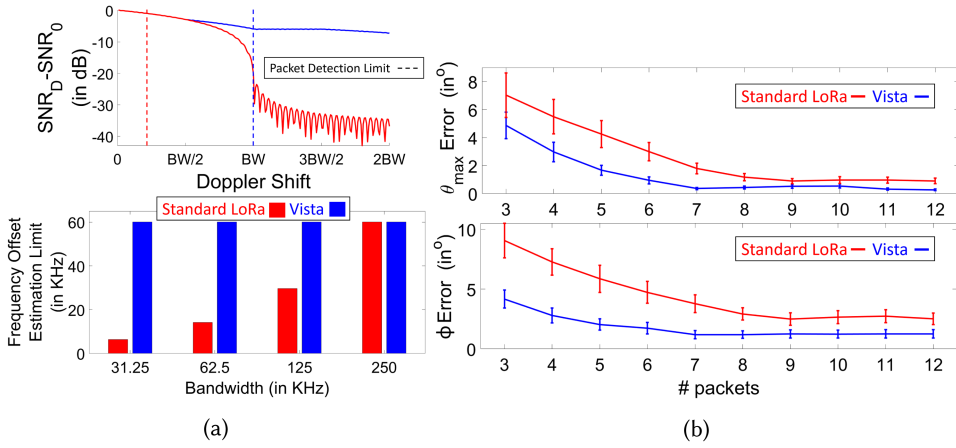 SNR_D-SNR_0
(in dB)
0
-10
-20
-30
-40
Packet Detection Limit
0 BW/2 BW 3BW/2 2BW
Doppler Shift
Frequency Offset
Estimation Limit
(in KHz)
60
40
20
0
Standard LoRa Vista
31.25 62.5 125 250
Bandwidth (in KHz)
(a)
θ_max Error (in°)
8
6
4
2
0
Standard LoRa Vista
3 4 5 6 7 8 9 10 11 12
ϕ Error (in°)
10
5
0
Standard LoRa Vista
3 4 5 6 7 8 9 10 11 12
# packets
(b)